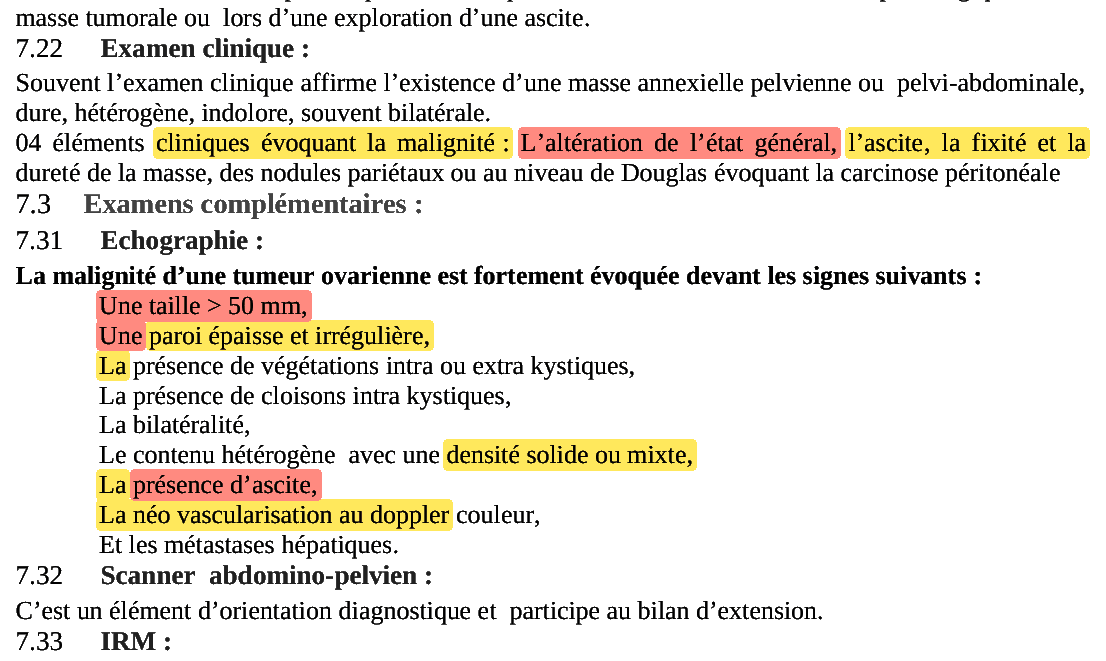 masse tumorale ou lors d’une exploration d’une ascite.
7.22 Examen clinique :
Souvent l’examen clinique affirme l’existence d’une masse annexielle pelvienne ou pelvi-abdominale,
dure, hétérogène, indolore, souvent bilatérale.
04 éléments cliniques évoquant la malignité : L’altération de l’état général, l’ascite, la fixité et la
dureté de la masse, des nodules pariétaux ou au niveau de Douglas évoquant la carcinose péritonéale
7.3 Examens complémentaires :
7.31 Echographie :
La malignité d’une tumeur ovarienne est fortement évoquée devant les signes suivants :
Une taille > 50 mm,
Une paroi épaisse et irrégulière,
La présence de végétations intra ou extra kystiques,
La présence de cloisons intra kystiques,
La bilatéralité,
Le contenu hétérogène avec une densité solide ou mixte,
La présence d’ascite,
La néo vascularisation au doppler couleur,
Et les métastases hépatiques.
7.32 Scanner abdomino-pelvien :
C’est un élément d’orientation diagnostique et participe au bilan d’extension.
7.33 IRM :